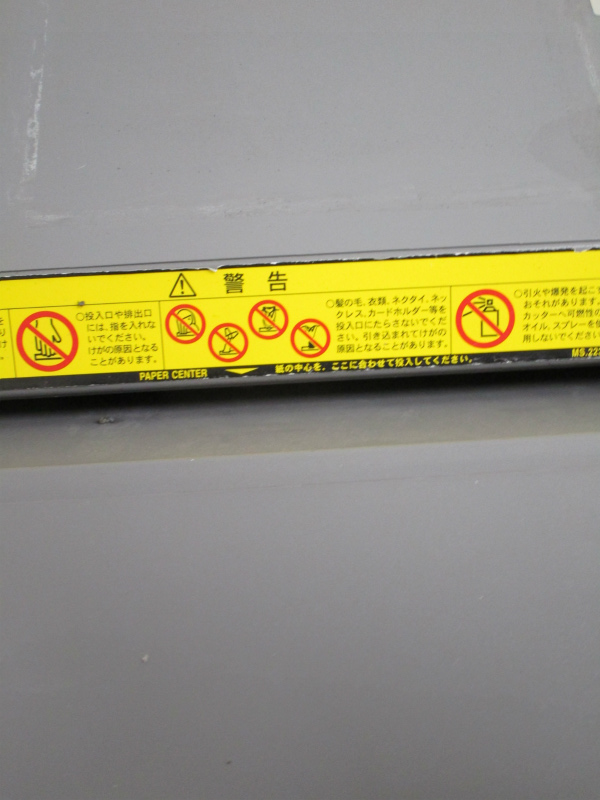 ⚠ 警告
を
り
け
。
○投入口や排出口
には、指を入れな
いでください。
けがの原因となる
ことがあります。
○髪の毛、衣類、ネクタイ、ネッ
クレス、カードホルダー等を
投入口にたらさないでくだ
さい。引き込まれてけがの
原因となることがあります。
○引火や爆発を起こす
おそれがあります。
カッターへ可燃性の
オイル、スプレーを使
用しないでください
PAPER CENTER
紙の中心を、ここに合わせて投入してください。
MS.223